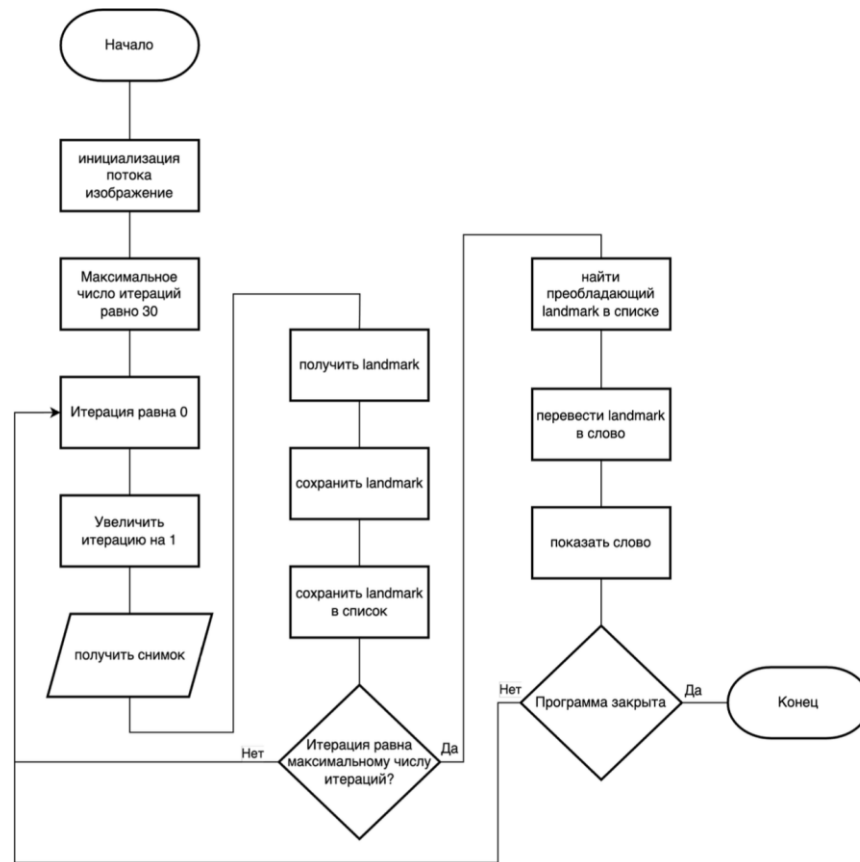 Начало
инициализация
потока
изображение
Максимальное
число итераций
равно 30
Итерация равна 0
Увеличить
итерацию на 1
получить снимок
получить landmark
сохранить landmark
сохранить landmark
в список
Нет
Итерация равна
максимальному числу
итераций?
Да
найти
преобладающий
landmark в списке
перевести landmark
в слово
показать слово
Нет
Программа закрыта
Да
Конец